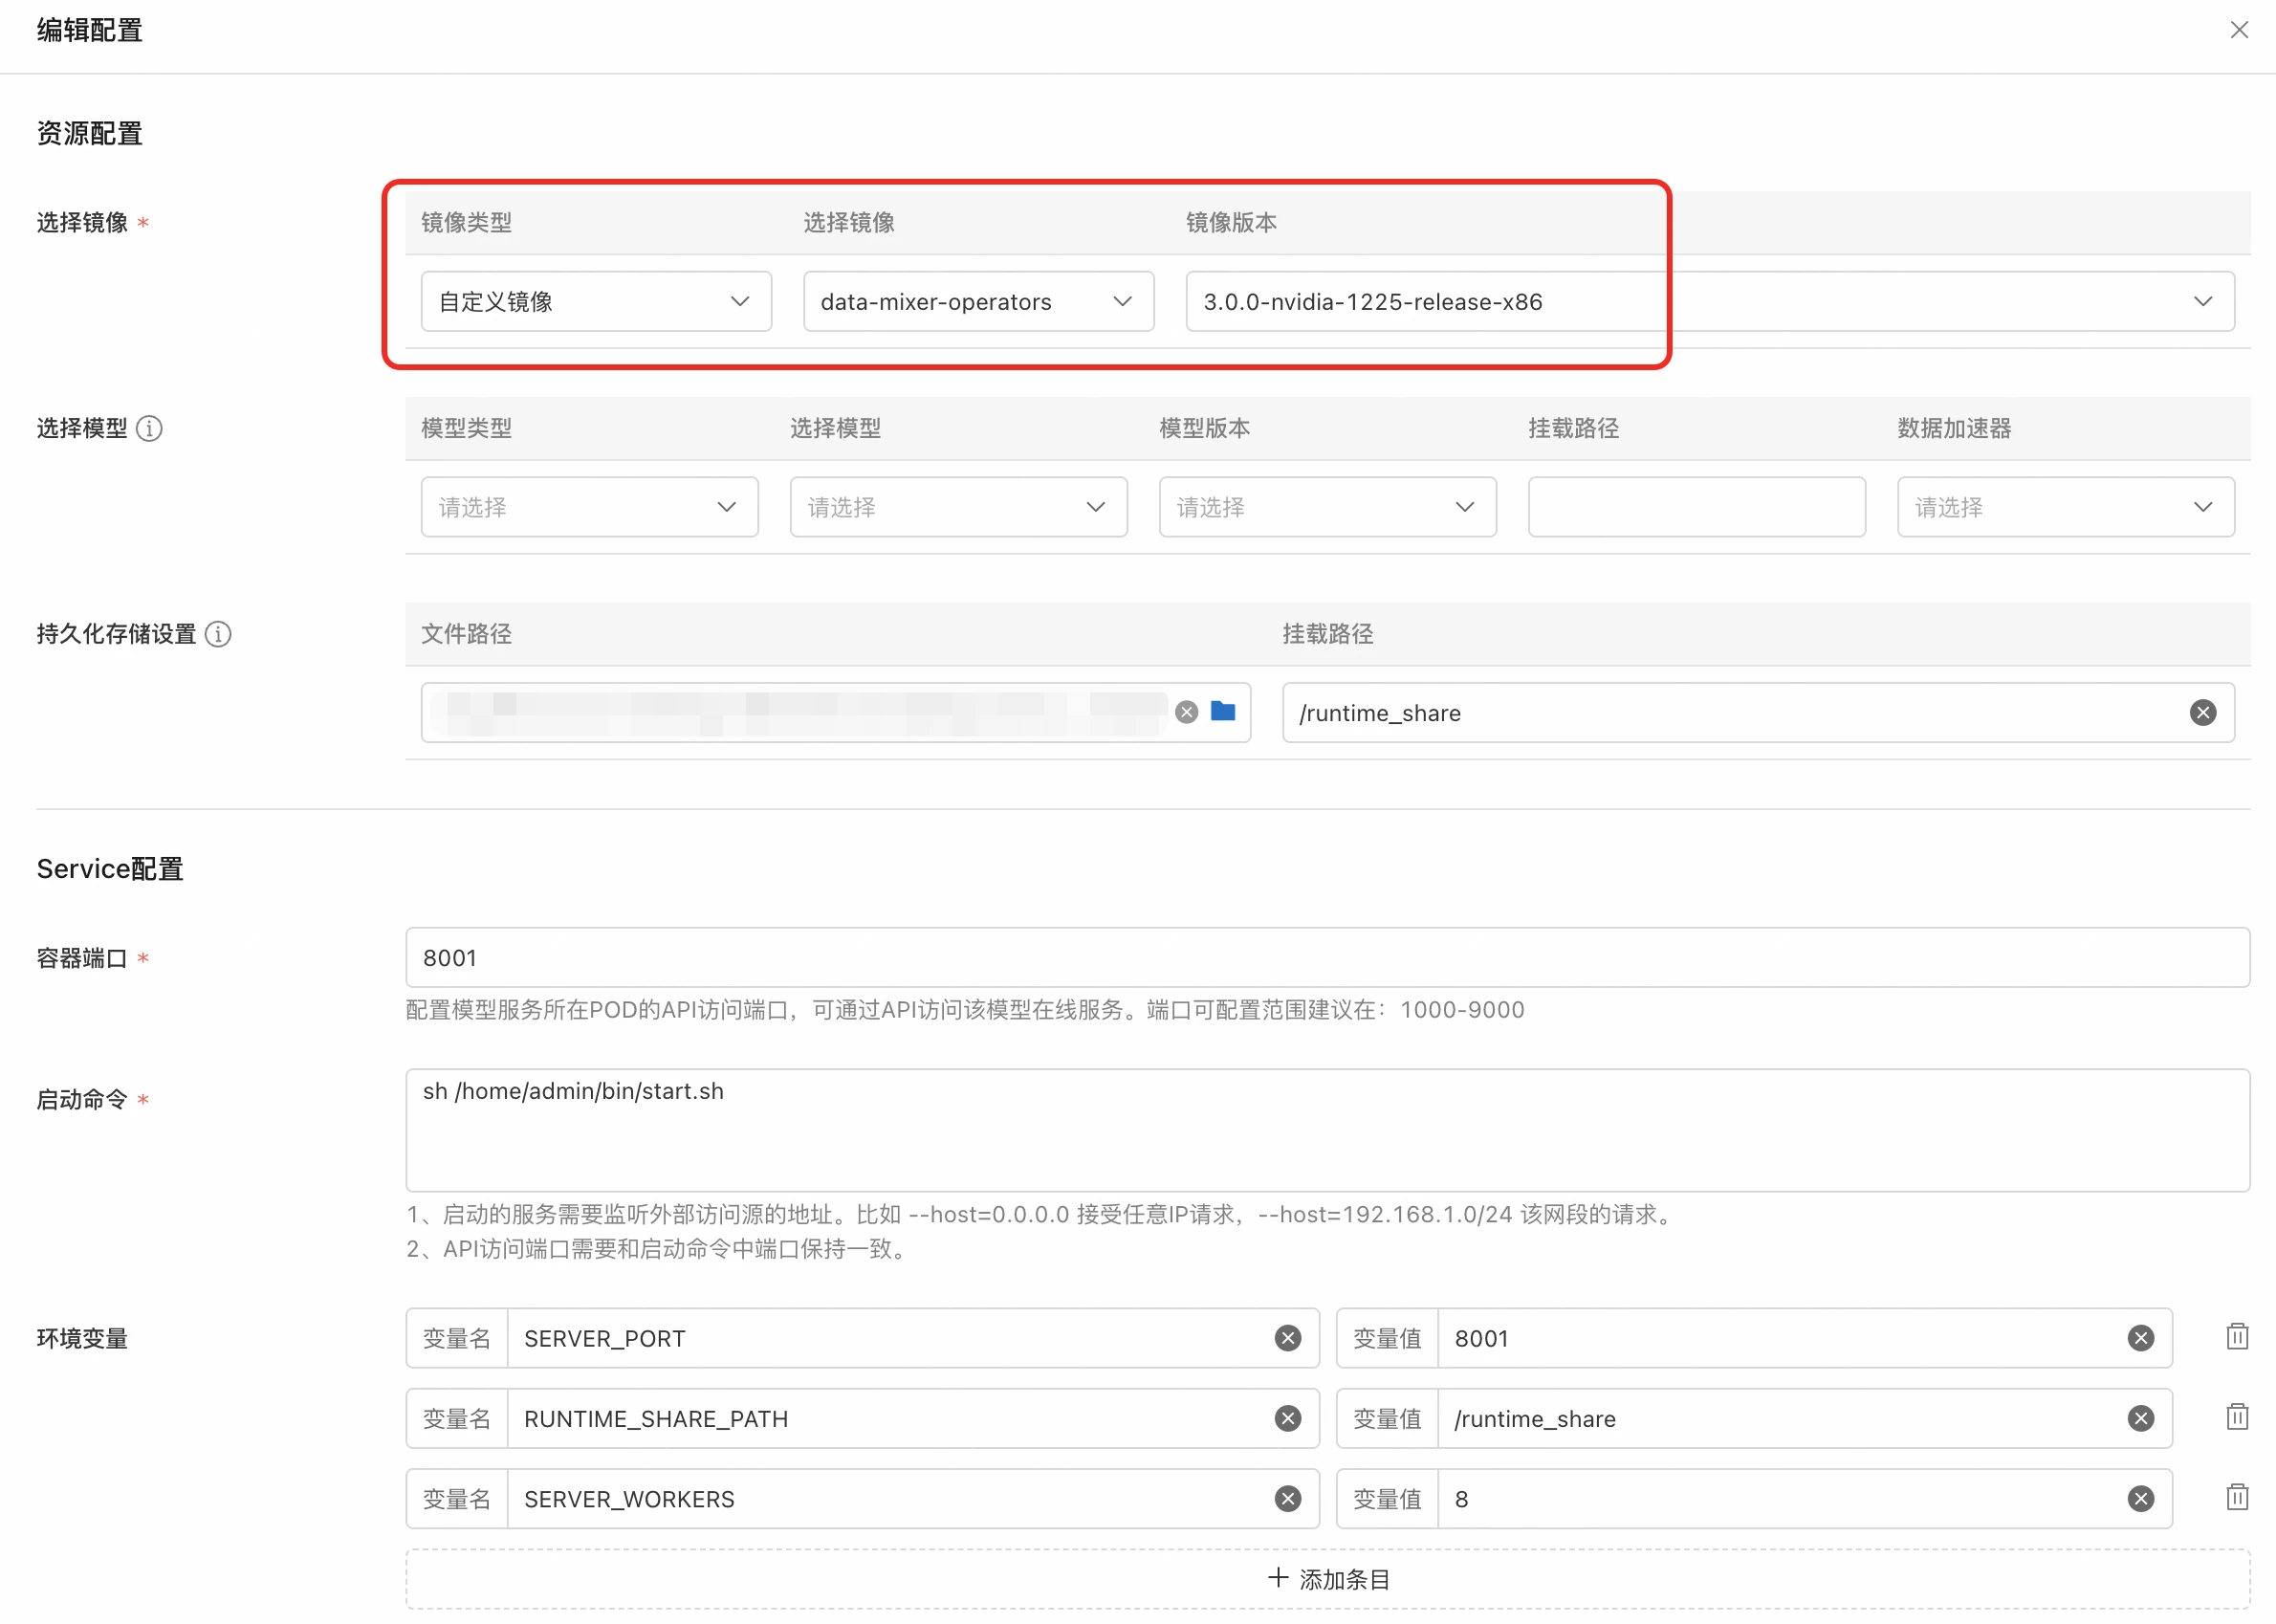 编辑配置
资源配置
选择镜像 *
镜像类型 选择镜像 镜像版本
自定义镜像 data-mixer-operators 3.0.0-nvidia-1225-release-x86
选择模型
模型类型 选择模型 模型版本 挂载路径 数据加速器
请选择 请选择 请选择 请选择
持久化存储设置
文件路径 挂载路径
/runtime_share
Service配置
容器端口 *
8001
配置模型服务所在POD的API访问端口，可通过API访问该模型在线服务。端口可配置范围建议在：1000-9000
启动命令 *
sh /home/admin/bin/start.sh
1、启动的服务需要监听外部访问源的地址。比如 --host=0.0.0.0 接受任意IP请求，--host=192.168.1.0/24 该网段的请求。
2、API访问端口需要和启动命令中端口保持一致。
环境变量
变量名 SERVER_PORT 变量值 8001
变量名 RUNTIME_SHARE_PATH 变量值 /runtime_share
变量名 SERVER_WORKERS 变量值 8
+ 添加条目